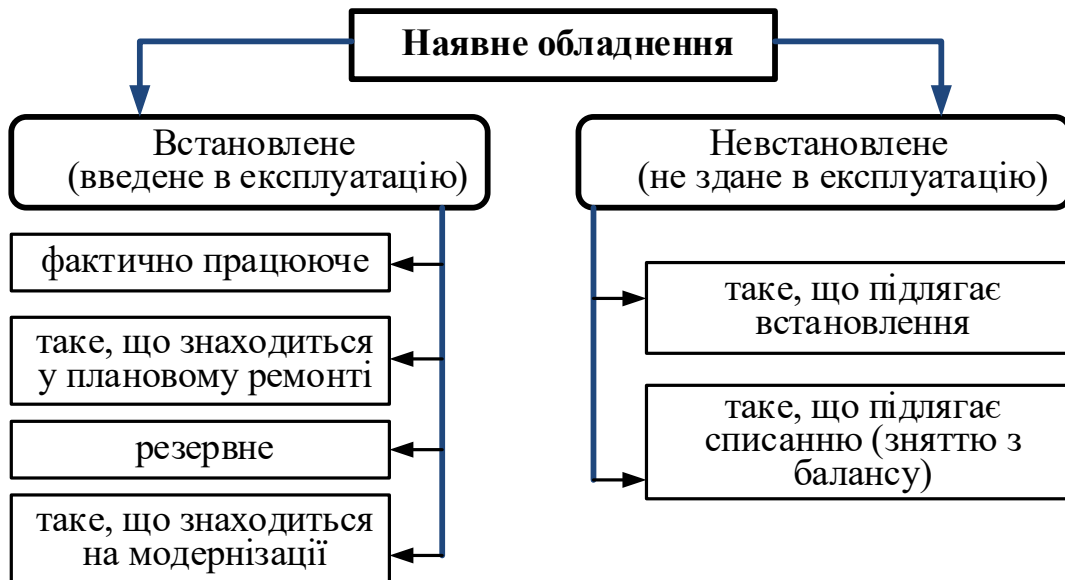 Наявне обладнення
Встановлене
(введене в експлуатацію)
фактично працююче
таке, що знаходиться
у плановому ремонті
резервне
таке, що знаходиться
на модернізації
Невстановлене
(не здане в експлуатацію)
таке, що підлягає
встановлення
таке, що підлягає
списанню (зняттю з
балансу)